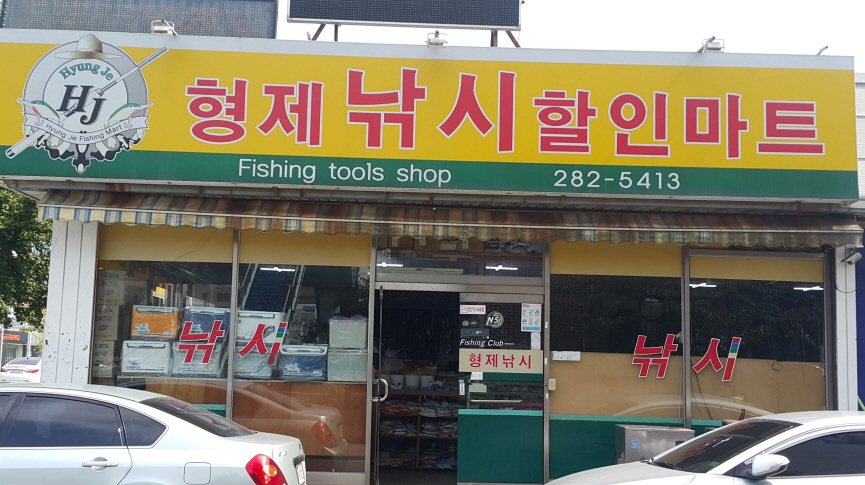 Hyung Je
HJ
Hyung Je Fishing Mart
형제낚시할인마트
Fishing tools shop 282-5413
낚시
NS
Fishing Club
형제낚시
낚시